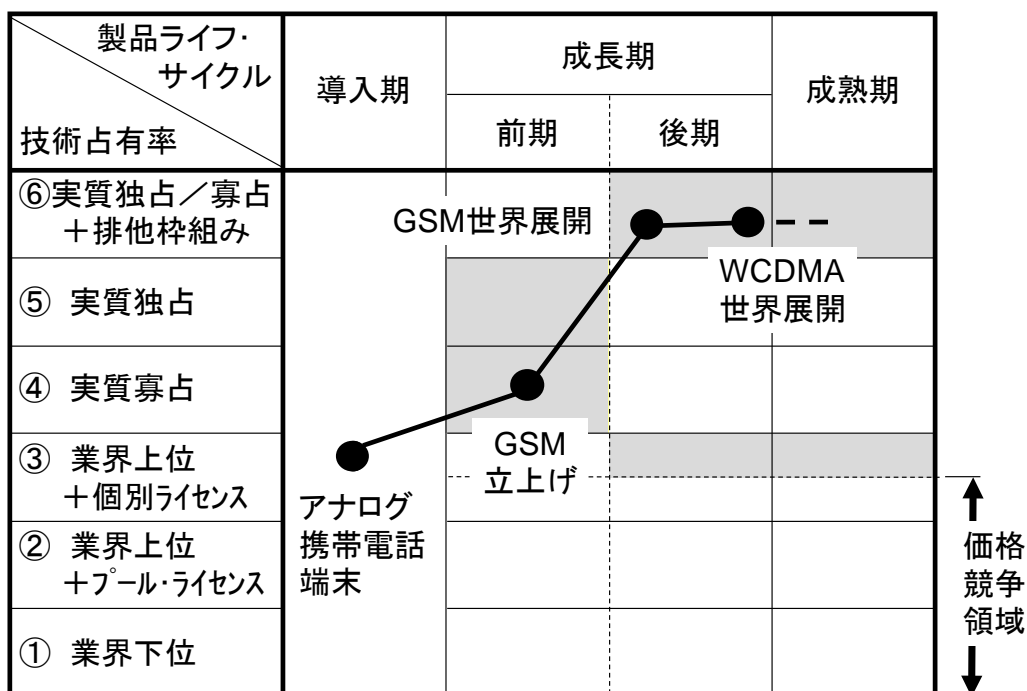 製品ライフ・
サイクル
技術占有率
導入期
成長期
前期
後期
成熟期
⑥実質独占／寡占
＋排他枠組み
⑤ 実質独占
④ 実質寡占
③ 業界上位
＋個別ライセンス
② 業界上位
＋プール・ライセンス
① 業界下位
GSM世界展開
WCDMA
世界展開
GSM
立上げ
アナログ
携帯電話
端末
価格
競争
領域